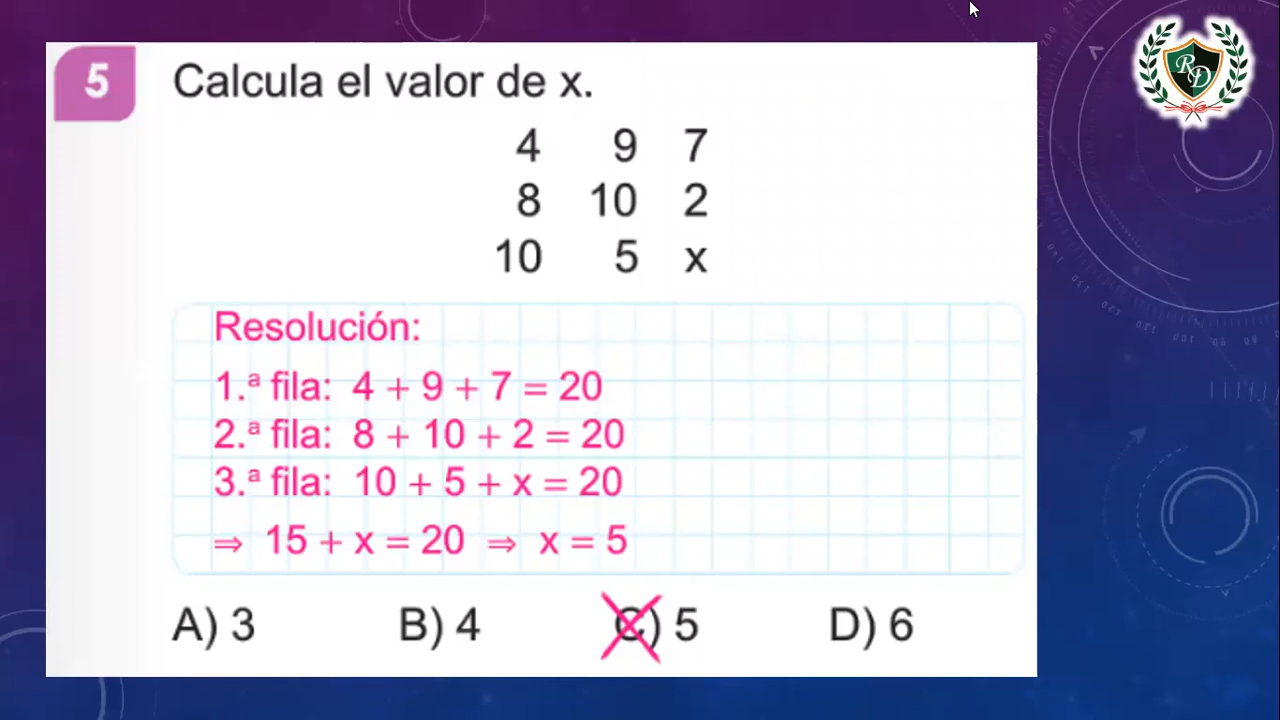 5 Calcula el valor de x.
4 9 7
8 10 2
10 5 x
Resolución:
1.ª fila: 4 + 9 + 7 = 20
2.ª fila: 8 + 10 + 2 = 20
3.ª fila: 10 + 5 + x = 20
⇒ 15 + x = 20 ⇒ x = 5
A) 3 B) 4 C) 5 D) 6
RD